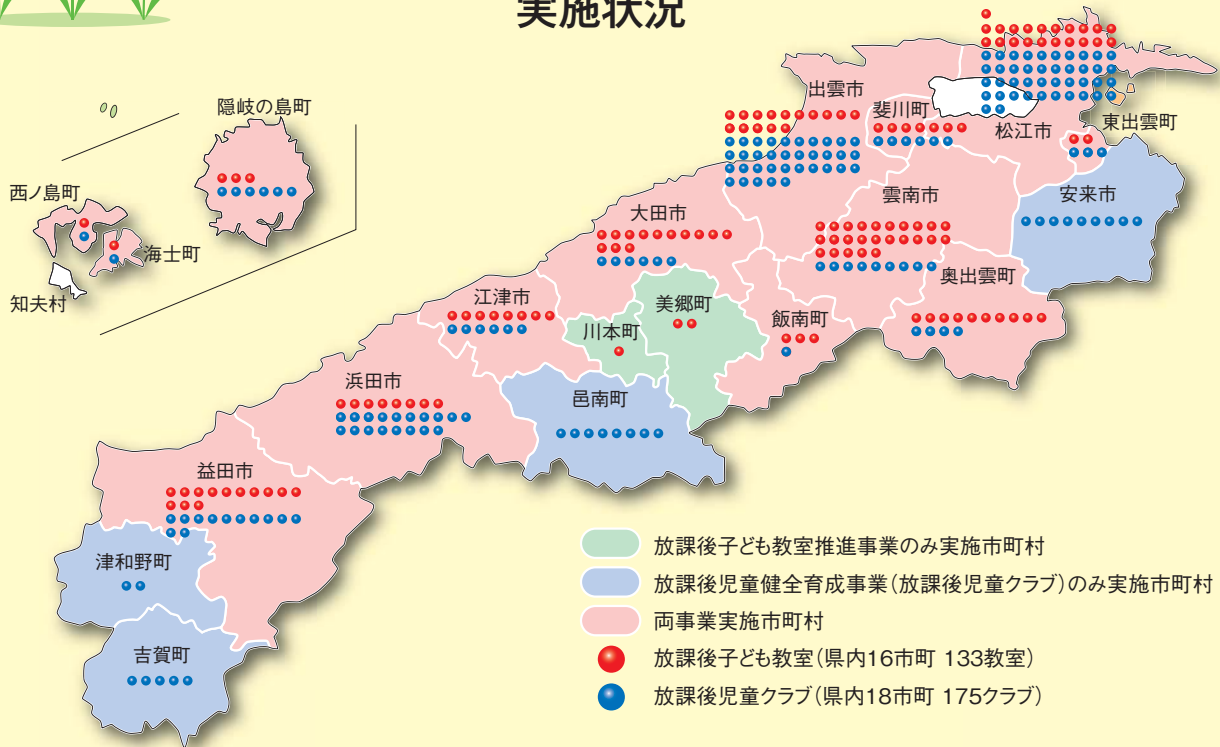 実施状況
隠岐の島町
西ノ島町
海士町
知夫村
出雲市
斐川町
松江市
東出雲町
安来市
雲南市
大田市
奥出雲町
江津市
美郷町
川本町
飯南町
浜田市
邑南町
益田市
津和野町
吉賀町
放課後子ども教室推進事業のみ実施市町村
放課後児童健全育成事業(放課後児童クラブ)のみ実施市町村
両事業実施市町村
放課後子ども教室(県内16市町 133教室)
放課後児童クラブ(県内18市町 175クラブ)